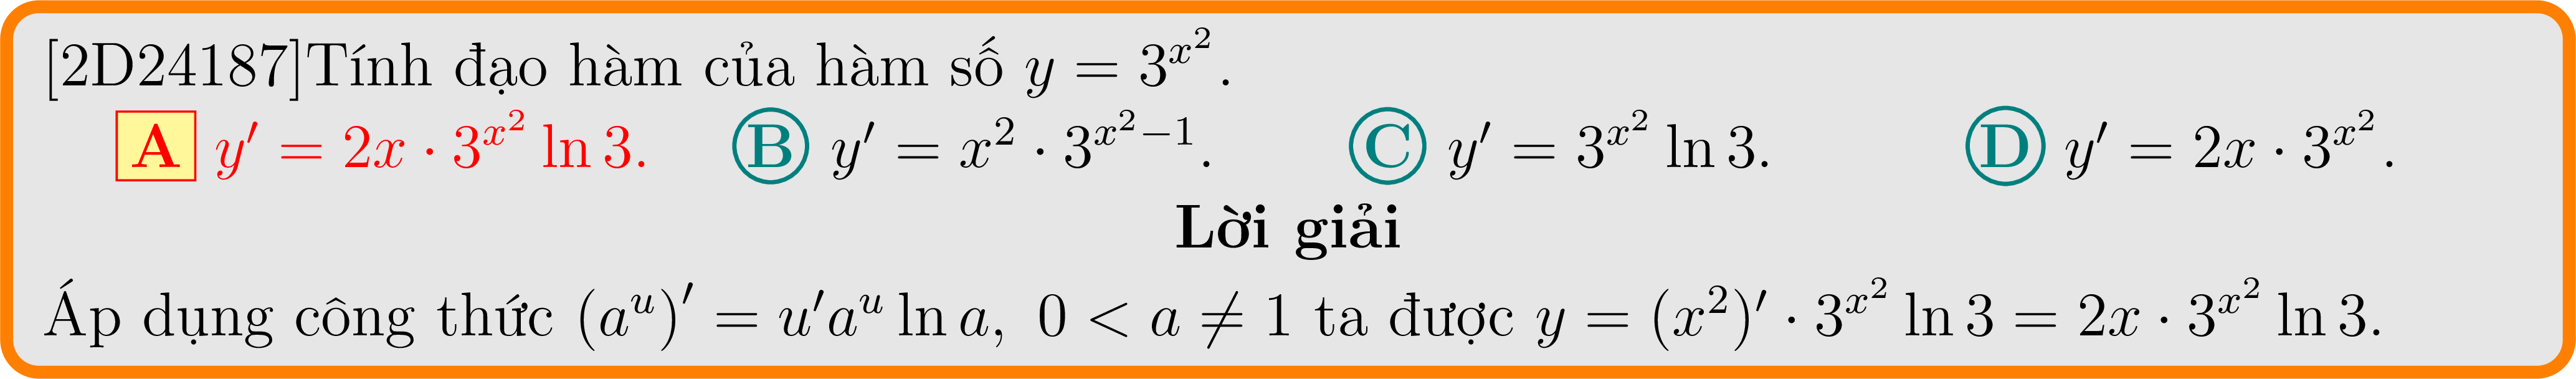 [2D24187]Tính đạo hàm của hàm số $y = 3^{x^2}$.
A $y' = 2x \cdot 3^{x^2} \ln 3$. B $y' = x^2 \cdot 3^{x^2-1}$. C $y' = 3^{x^2} \ln 3$. D $y' = 2x \cdot 3^{x^2}$.
Lời giải
Áp dụng công thức $(a^u)' = u'a^u \ln a, \ 0 < a \neq 1$ ta được $y = (x^2)' \cdot 3^{x^2} \ln 3 = 2x \cdot 3^{x^2} \ln 3$.